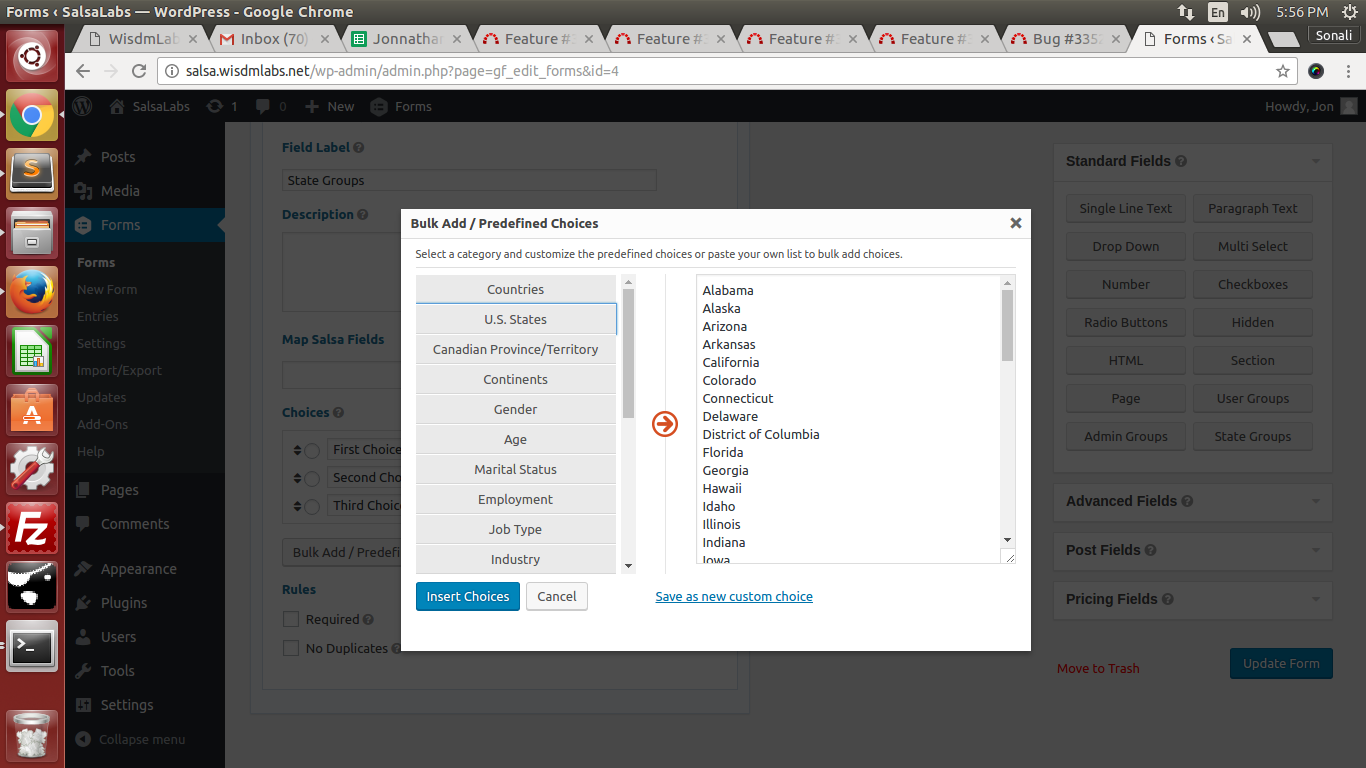 Forms ‹ SalsaLabs — WordPress - Google Chrome
En
5:56 PM
WisdmLab
Inbox (70)
Jonnathan
Feature #
Feature #
Feature #
Feature #
Bug #335
Forms ‹ Sa
Sonali
salsa.wisdmlabs.net/wp-admin/admin.php?page=gf_edit_forms&id=4
SalsaLabs
1
0
New
Forms
Howdy, Jon
Posts
Media
Forms
Forms
New Form
Entries
Settings
Import/Export
Updates
Add-Ons
Help
Pages
Comments
Appearance
Plugins
Users
Tools
Settings
Collapse menu
Field Label
State Groups
Description
Map Salsa Fields
Choices
First Choice
Second Cho
Third Choice
Bulk Add / Predefi
Rules
Required
No Duplicates
Bulk Add / Predefined Choices
Select a category and customize the predefined choices or paste your own list to bulk add choices.
Countries
U.S. States
Canadian Province/Territory
Continents
Gender
Age
Marital Status
Employment
Job Type
Industry
Alabama
Alaska
Arizona
Arkansas
California
Colorado
Connecticut
Delaware
District of Columbia
Florida
Georgia
Hawaii
Idaho
Illinois
Indiana
Iowa
Insert Choices
Cancel
Save as new custom choice
Standard Fields
Single Line Text
Paragraph Text
Drop Down
Multi Select
Number
Checkboxes
Radio Buttons
Hidden
HTML
Section
Page
User Groups
Admin Groups
State Groups
Advanced Fields
Post Fields
Pricing Fields
Move to Trash
Update Form